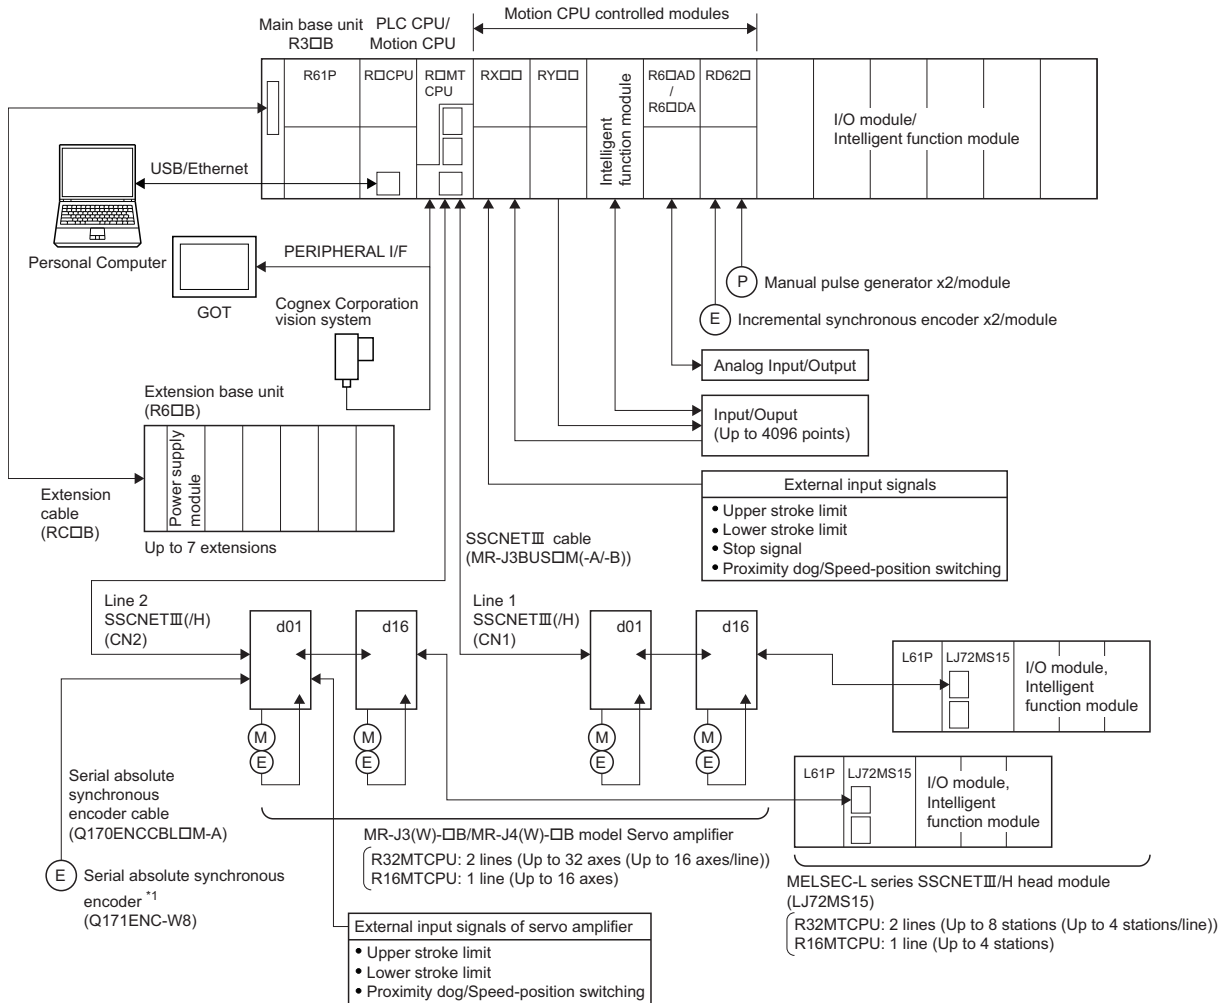 Motion CPU controlled modules
Main base unit
R3□B
PLC CPU/
Motion CPU
R61P
R□CPU
R□MT
CPU
RX□□
RY□□
Intelligent
function module
R6□AD
/
R6□DA
RD62□
I/O module/
Intelligent function module
USB/Ethernet
Personal Computer
PERIPHERAL I/F
GOT
Cognex Corporation
vision system
P
Manual pulse generator x2/module
E
Incremental synchronous encoder x2/module
Analog Input/Output
Input/Ouput
(Up to 4096 points)
Extension base unit
(R6□B)
Power supply
module
Extension
cable
(RC□B)
Up to 7 extensions
External input signals
• Upper stroke limit
• Lower stroke limit
• Stop signal
• Proximity dog/Speed-position switching
SSCNETⅢ cable
(MR-J3BUS□M(-A/-B))
Line 2
SSCNETⅢ(/H)
(CN2)
d01
d16
Line 1
SSCNETⅢ(/H)
(CN1)
d01
d16
M
E
M
E
M
E
M
E
L61P
LJ72MS15
I/O module,
Intelligent
function module
L61P
LJ72MS15
I/O module,
Intelligent
function module
Serial absolute
synchronous
encoder cable
(Q170ENCCBL□M-A)
E
Serial absolute synchronous
encoder *1
(Q171ENC-W8)
MR-J3(W)-□B/MR-J4(W)-□B model Servo amplifier
R32MTCPU: 2 lines (Up to 32 axes (Up to 16 axes/line))
R16MTCPU: 1 line (Up to 16 axes)
MELSEC-L series SSCNETⅢ/H head module
(LJ72MS15)
R32MTCPU: 2 lines (Up to 8 stations (Up to 4 stations/line))
R16MTCPU: 1 line (Up to 4 stations)
External input signals of servo amplifier
• Upper stroke limit
• Lower stroke limit
• Proximity dog/Speed-position switching